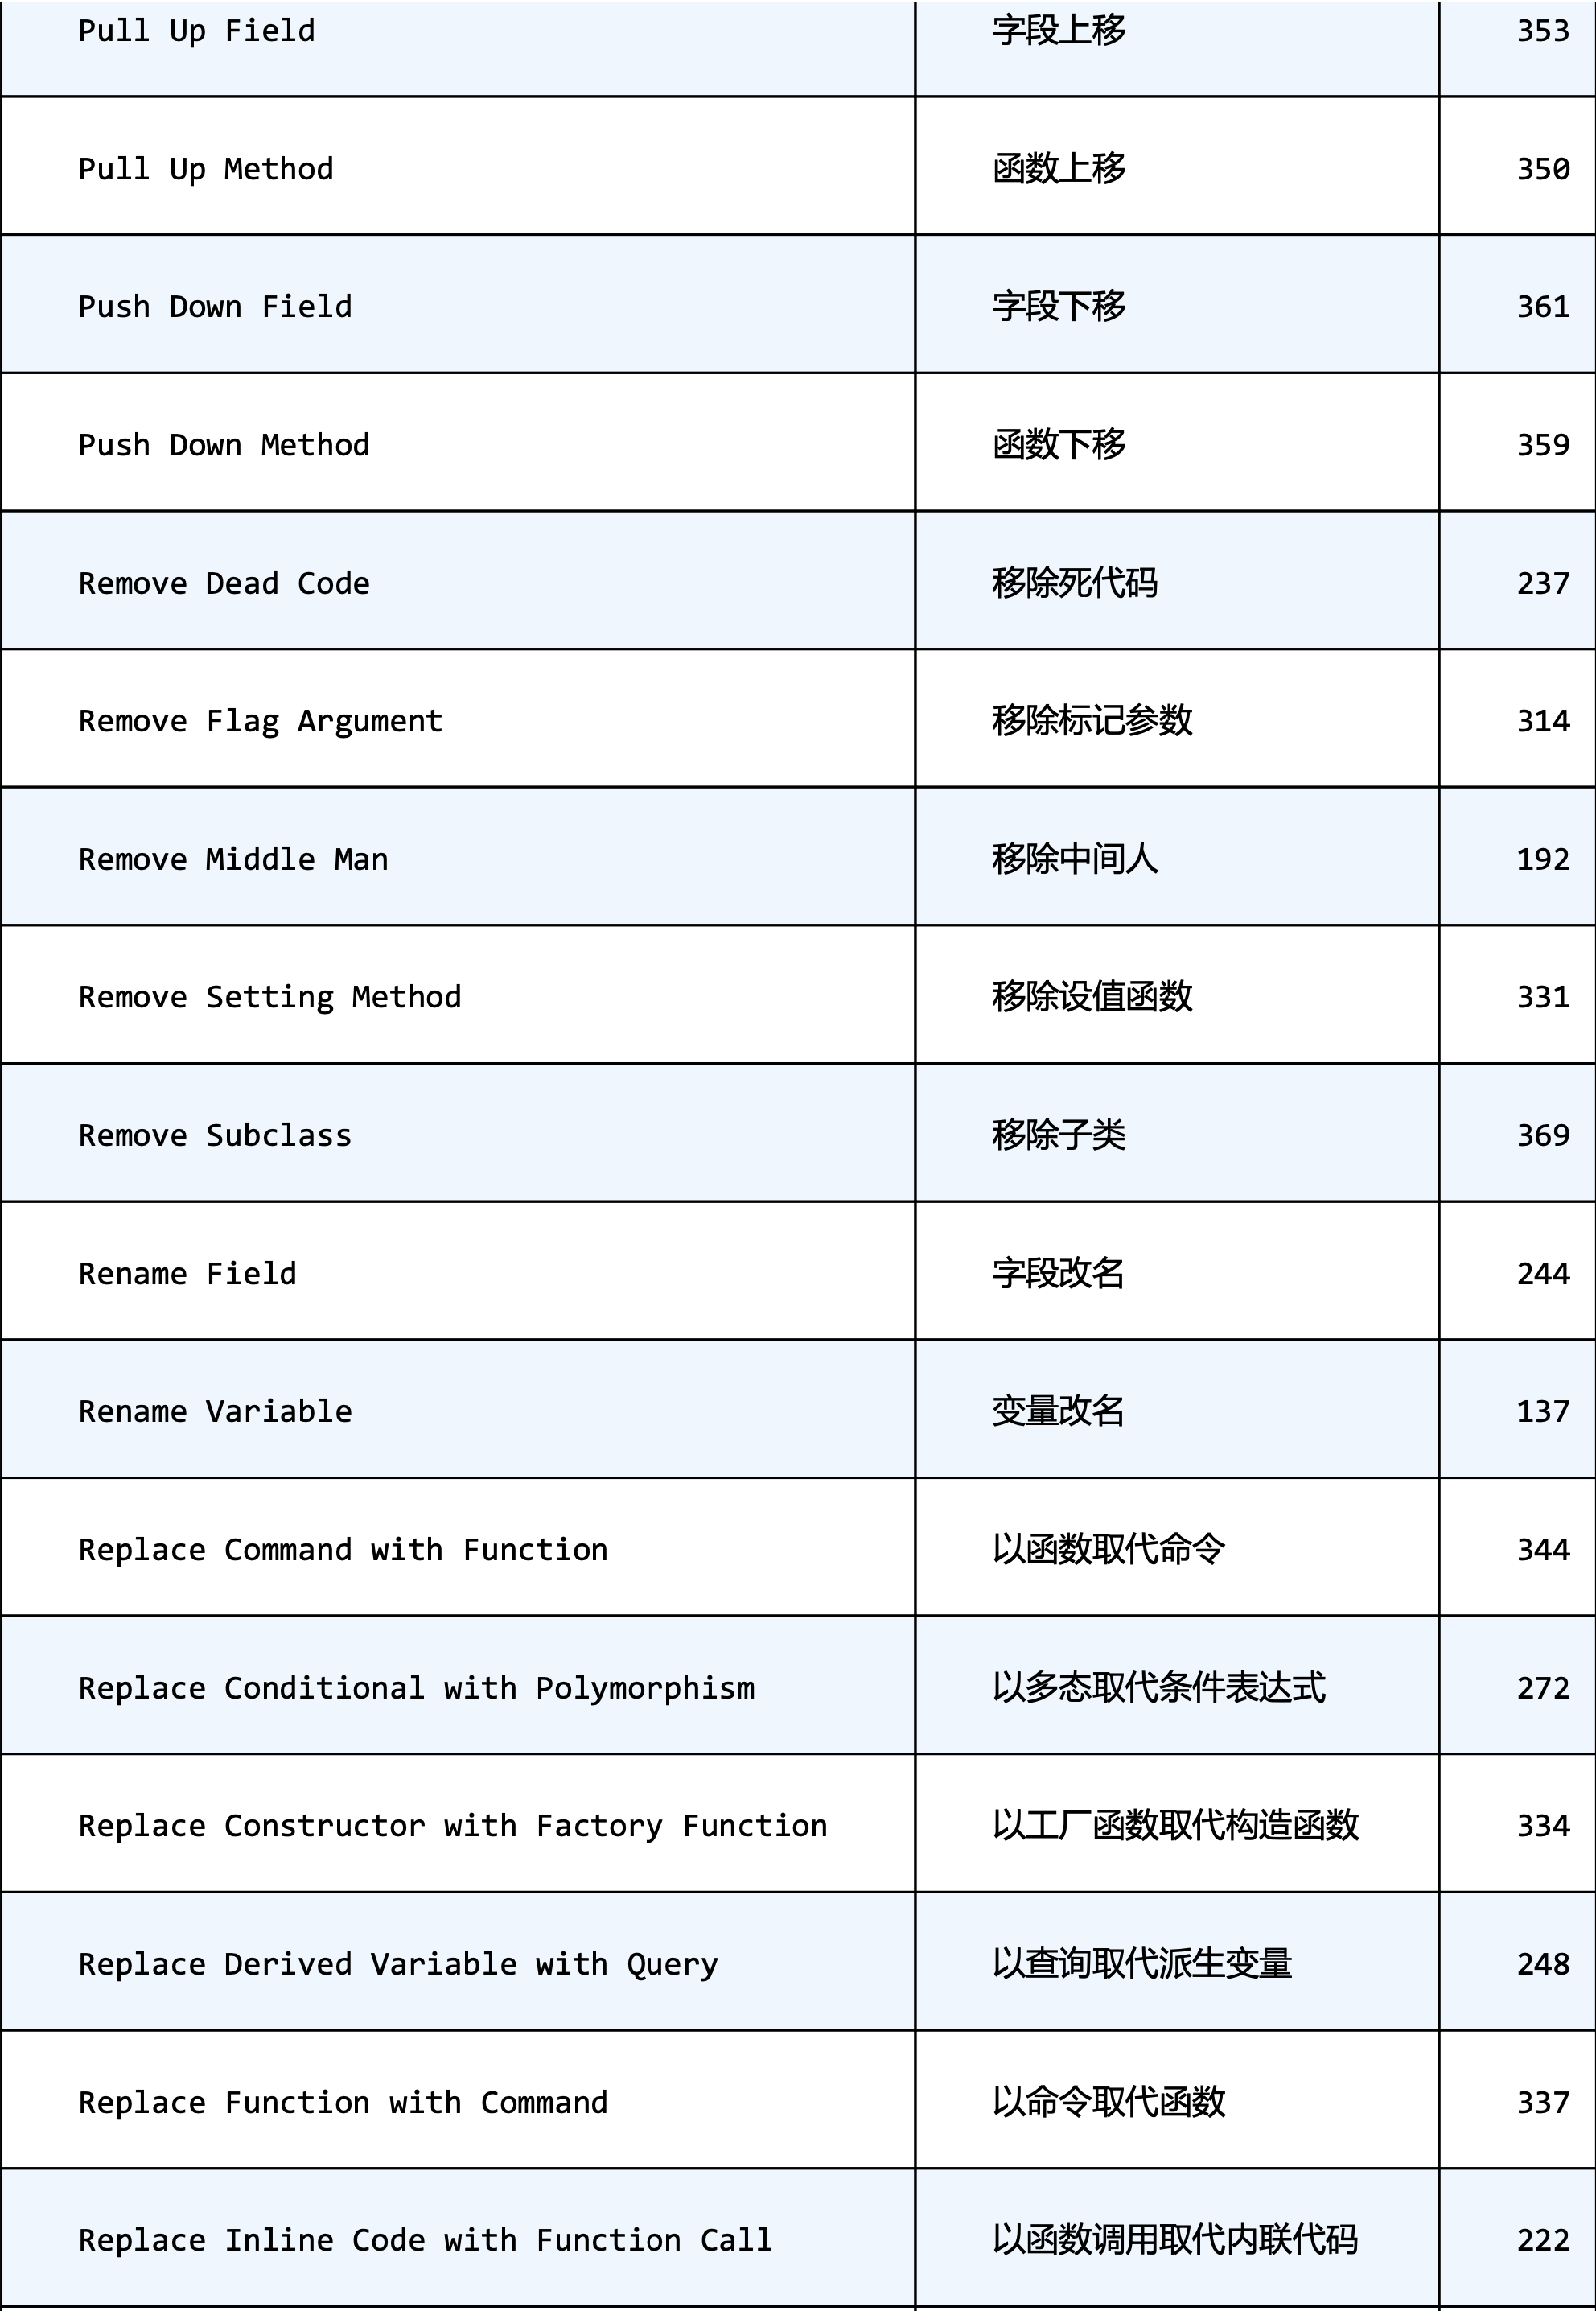 Pull Up Field 字段上移 353
Pull Up Method 函数上移 350
Push Down Field 字段下移 361
Push Down Method 函数下移 359
Remove Dead Code 移除死代码 237
Remove Flag Argument 移除标记参数 314
Remove Middle Man 移除中间人 192
Remove Setting Method 移除设值函数 331
Remove Subclass 移除子类 369
Rename Field 字段改名 244
Rename Variable 变量改名 137
Replace Command with Function 以函数取代命令 344
Replace Conditional with Polymorphism 以多态取代条件表达式 272
Replace Constructor with Factory Function 以工厂函数取代构造函数 334
Replace Derived Variable with Query 以查询取代派生变量 248
Replace Function with Command 以命令取代函数 337
Replace Inline Code with Function Call 以函数调用取代内联代码 222